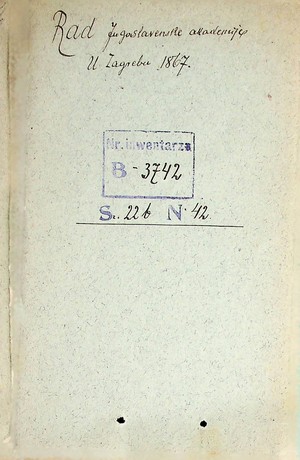 Rad Jugoslavenske akademije
U Zagrebu 1867.
Nr. inwentarza
B - 3742
S. 22b N 42.